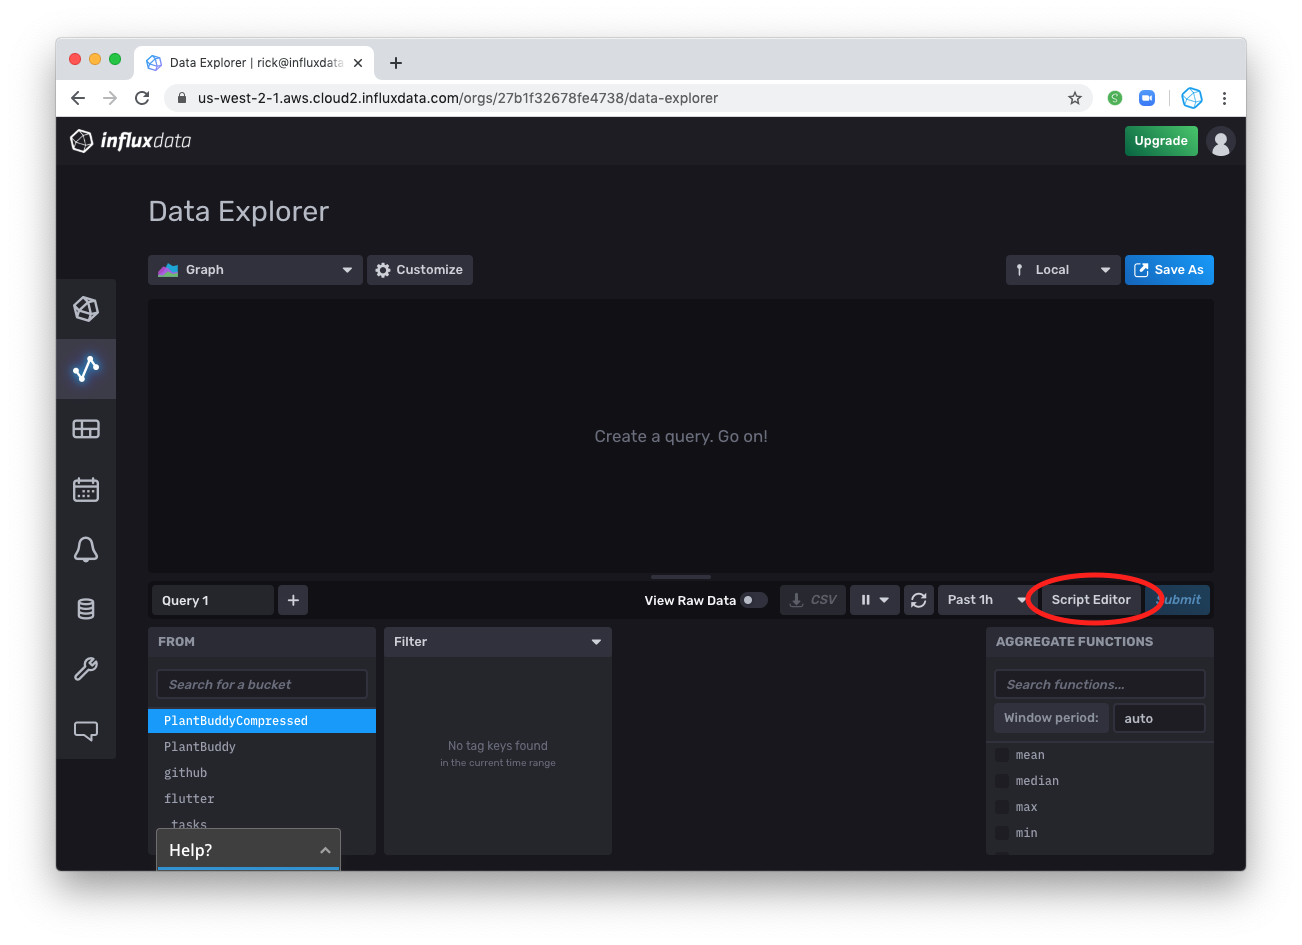 Data Explorer | rick@influxdata
us-west-2-1.aws.cloud2.influxdata.com/orgs/27b1f32678fe4738/data-explorer
S
influxdata
Upgrade
Data Explorer
Graph
Customize
Local
Save As
Create a query. Go on!
Query 1
View Raw Data
CSV
Past 1h
Script Editor
Submit
FROM
Search for a bucket
PlantBuddyCompressed
PlantBuddy
github
flutter
_tasks
Help?
Filter
No tag keys found
in the current time range
AGGREGATE FUNCTIONS
Search functions...
Window period:
auto
mean
median
max
min